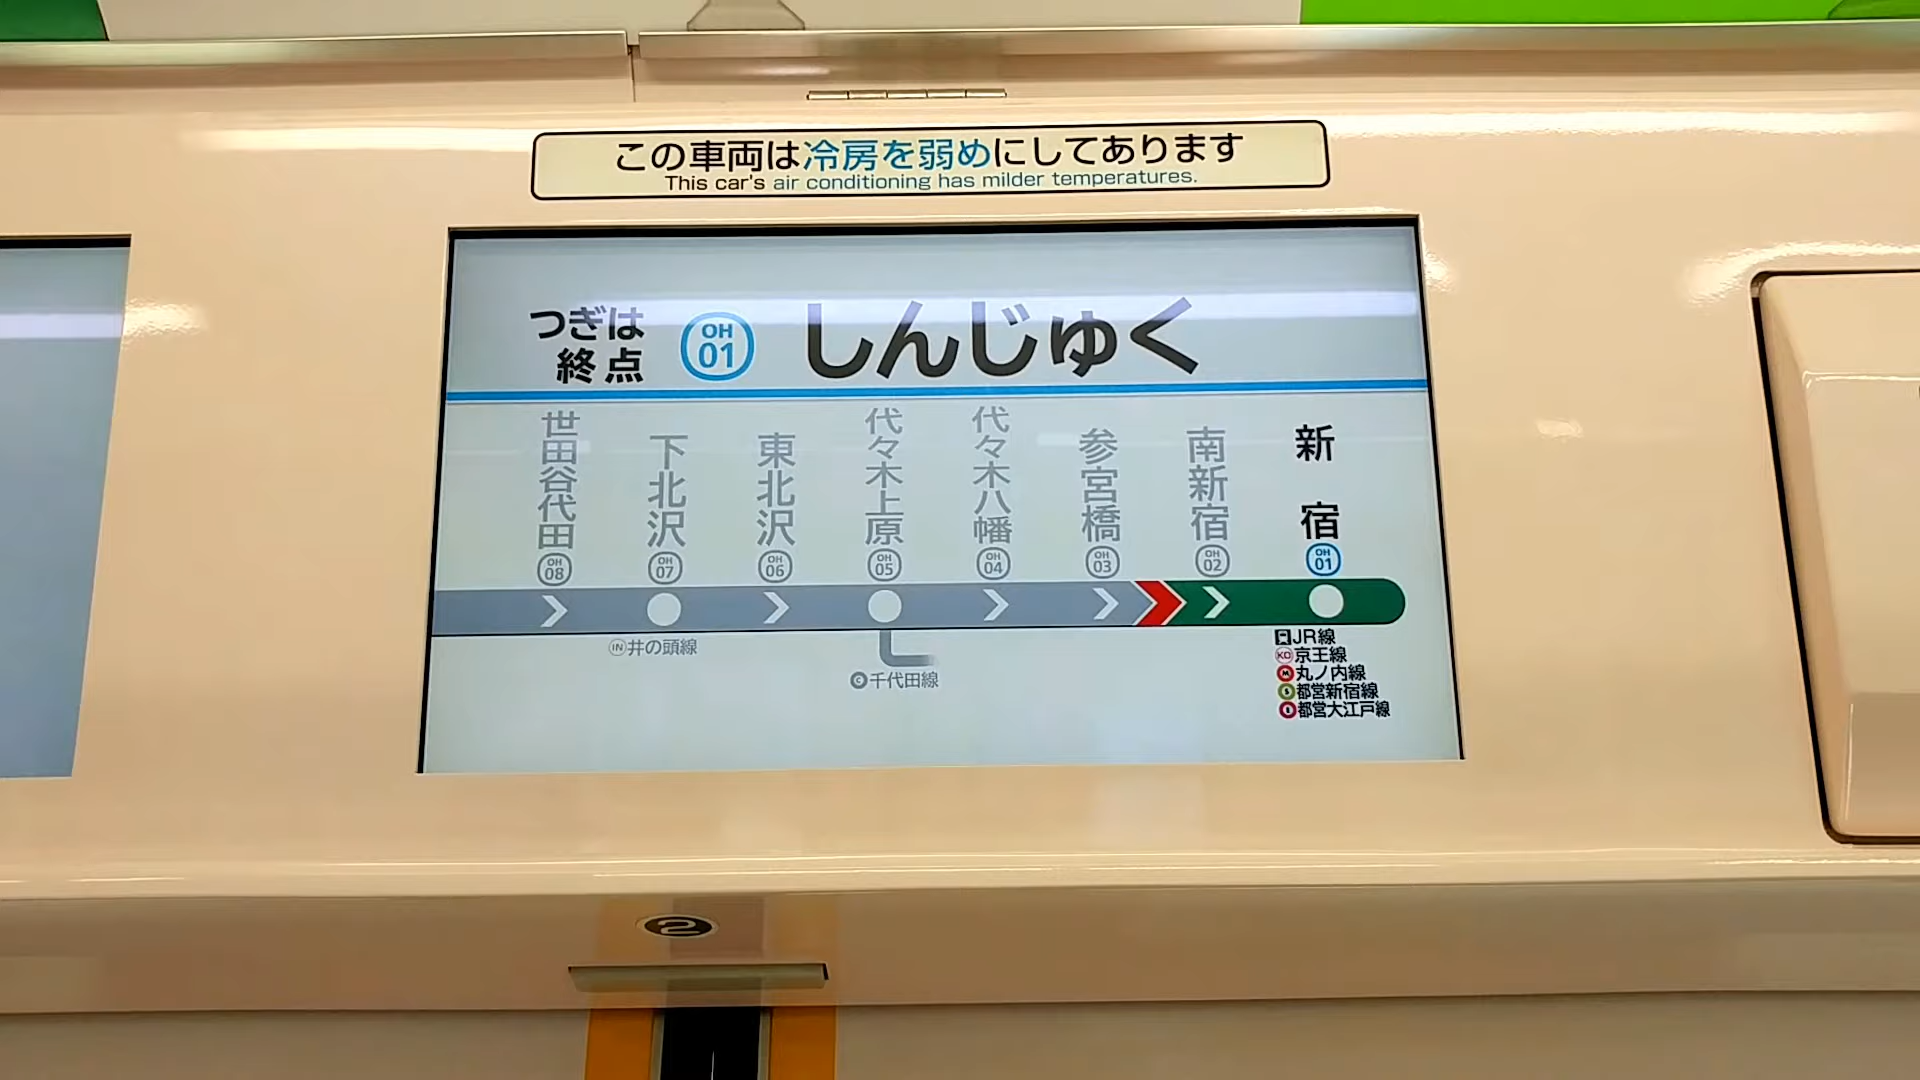 この車両は冷房を弱めにしてあります
This car's air conditioning has milder temperatures.
つぎは
終点
OH
01
しんじゅく
世田谷代田
下北沢
東北沢
代々木上原
代々木八幡
参宮橋
南新宿
新宿
OH
08
OH
07
OH
06
OH
05
OH
04
OH
03
OH
02
OH
01
IN 井の頭線
C 千代田線
JR線
KO 京王線
M 丸ノ内線
S 都営新宿線
都営大江戸線
2